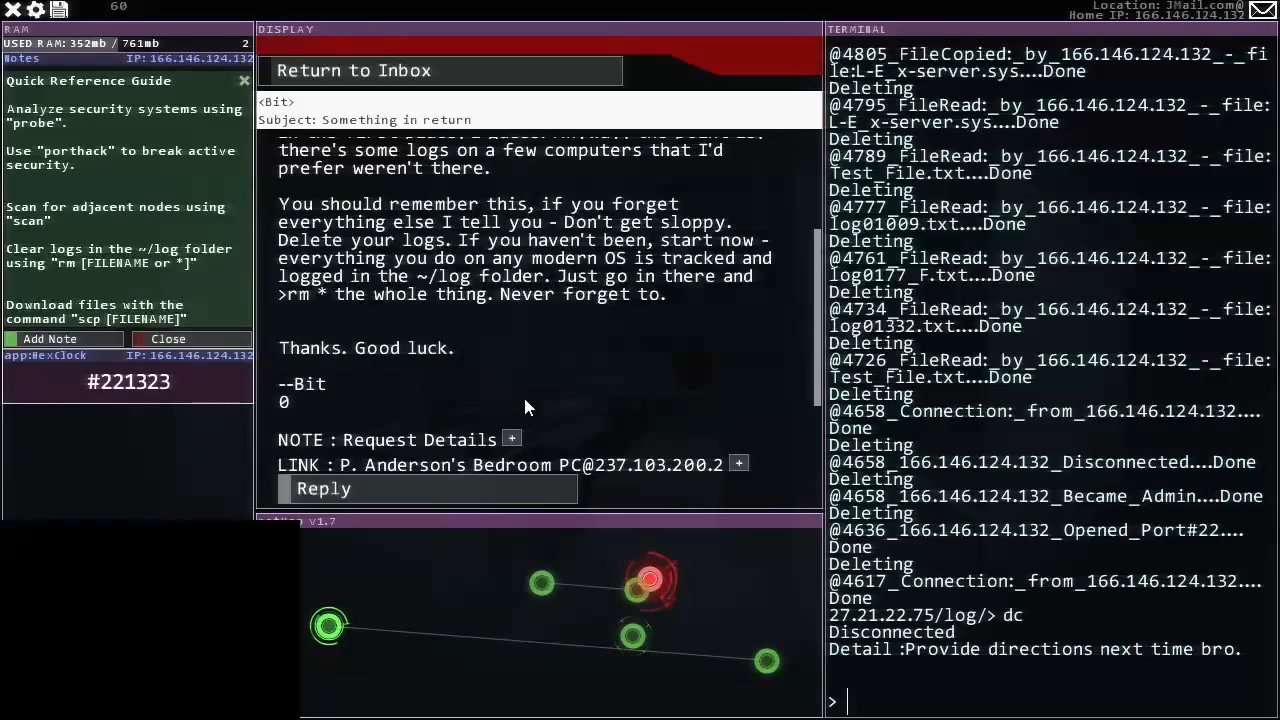 60
Location: JMail.com@
Home IP: 166.146.124.132
RAM
USED RAM: 352mb / 761mb
2
Notes
IP: 166.146.124.132
Quick Reference Guide
Analyze security systems using
"probe".
Use "porthack" to break active
security.
Scan for adjacent nodes using
"scan"
Clear logs in the ~/log folder
using "rm [FILENAME or *]"
Download files with the
command "scp [FILENAME]"
Add Note
Close
app:HexClock
IP: 166.146.124.132
#221323
DISPLAY
Return to Inbox
<Bit>
Subject: Something in return
there's some logs on a few computers that I'd
prefer weren't there.
You should remember this, if you forget
everything else I tell you - Don't get sloppy.
Delete your logs. If you haven't been, start now -
everything you do on any modern OS is tracked and
logged in the ~/log folder. Just go in there and
>rm * the whole thing. Never forget to.
Thanks. Good luck.
--Bit
0
NOTE : Request Details +
LINK : P. Anderson's Bedroom PC@237.103.200.2 +
Reply
v1.7
TERMINAL
@4805_FileCopied:_by_166.146.124.132_-_fi
le:L-E_x-server.sys....Done
Deleting
@4795_FileRead:_by_166.146.124.132_-_file:
L-E_x-server.sys....Done
Deleting
@4789_FileRead:_by_166.146.124.132_-_file:
Test_File.txt....Done
Deleting
@4777_FileRead:_by_166.146.124.132_-_file:
log01009.txt....Done
Deleting
@4761_FileRead:_by_166.146.124.132_-_file:
log0177_F.txt....Done
Deleting
@4734_FileRead:_by_166.146.124.132_-_file:
log01332.txt....Done
Deleting
@4726_FileRead:_by_166.146.124.132_-_file:
Test_File.txt....Done
Deleting
@4658_Connection:_from_166.146.124.132....
Done
Deleting
@4658_166.146.124.132_Disconnected....Done
Deleting
@4658_166.146.124.132_Became_Admin....Done
Deleting
@4636_166.146.124.132_Opened_Port#22....
Done
Deleting
@4617_Connection:_from_166.146.124.132....
Done
27.21.22.75/log/> dc
Disconnected
Detail :Provide directions next time bro.
>